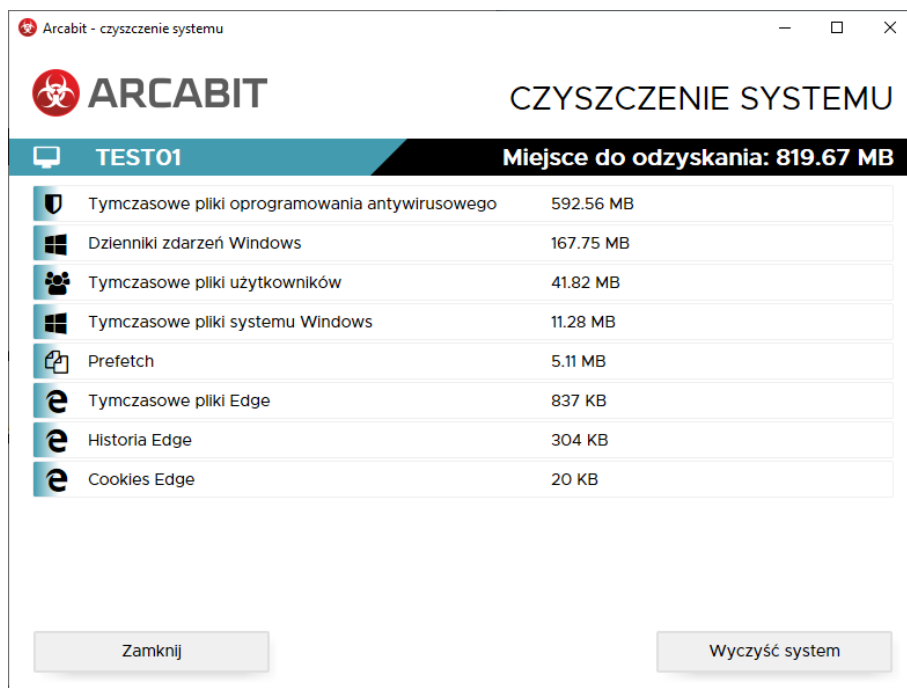 Arcabit - czyszczenie systemu
ARCABIT
CZYSZCZENIE SYSTEMU
TEST01 Miejsce do odzyskania: 819.67 MB
Tymczasowe pliki oprogramowania antywirusowego 592.56 MB
Dzienniki zdarzeń Windows 167.75 MB
Tymczasowe pliki użytkowników 41.82 MB
Tymczasowe pliki systemu Windows 11.28 MB
Prefetch 5.11 MB
Tymczasowe pliki Edge 837 KB
Historia Edge 304 KB
Cookies Edge 20 KB
Zamknij Wyczyść system